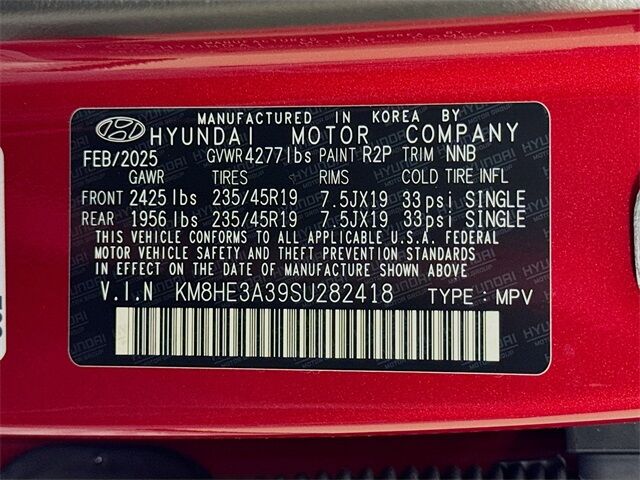 MANUFACTURED IN KOREA BY
HYUNDAI MOTOR COMPANY
FEB/2025 GVWR 4277lbs PAINT R2P TRIM NNB
GAWR TIRES RIMS COLD TIRE INFL
FRONT 2425lbs 235/45R19 7.5JX19 33psi SINGLE
REAR 1956lbs 235/45R19 7.5JX19 33psi SINGLE
THIS VEHICLE CONFORMS TO ALL APPLICABLE U.S.A. FEDERAL
MOTOR VEHICLE SAFETY AND THEFT PREVENTION STANDARDS
IN EFFECT ON THE DATE OF MANUFACTURE SHOWN ABOVE
V.I.N KM8HE3A39SU282418 TYPE : MPV